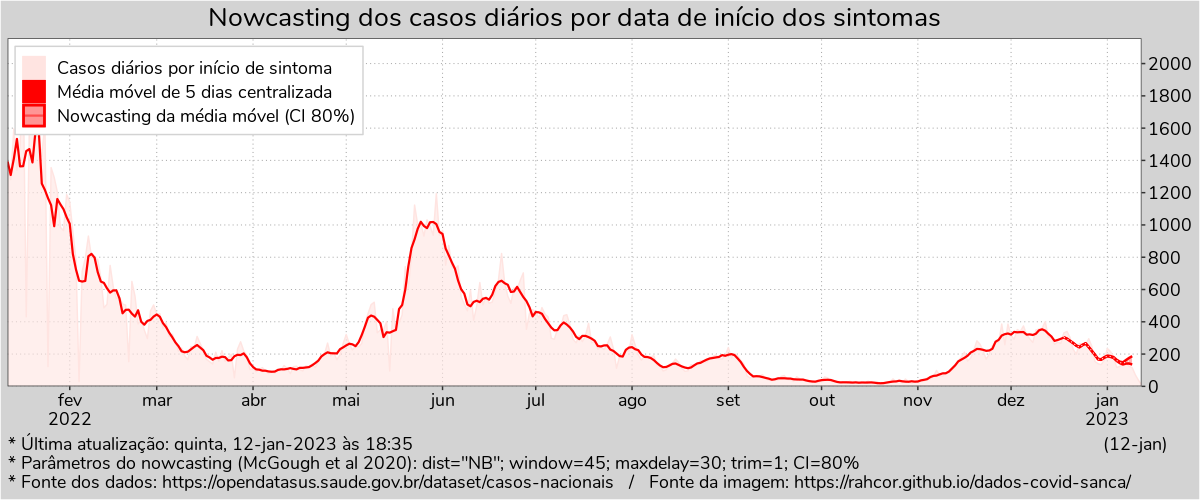 Nowcasting dos casos diários por data de início dos sintomas
Casos diários por início de sintoma
Média móvel de 5 dias centralizada
Nowcasting da média móvel (CI 80%)
2000
1800
1600
1400
1200
1000
800
600
400
200
0
fev mar abr mai jun jul ago set out nov dez jan
2022 2023
* Última atualização: quinta, 12-jan-2023 às 18:35 (12-jan)
* Parâmetros do nowcasting (McGough et al 2020): dist="NB"; window=45; maxdelay=30; trim=1; CI=80%
* Fonte dos dados: https://opendatasus.saude.gov.br/dataset/casos-nacionais / Fonte da imagem: https://rahcor.github.io/dados-covid-sanca/